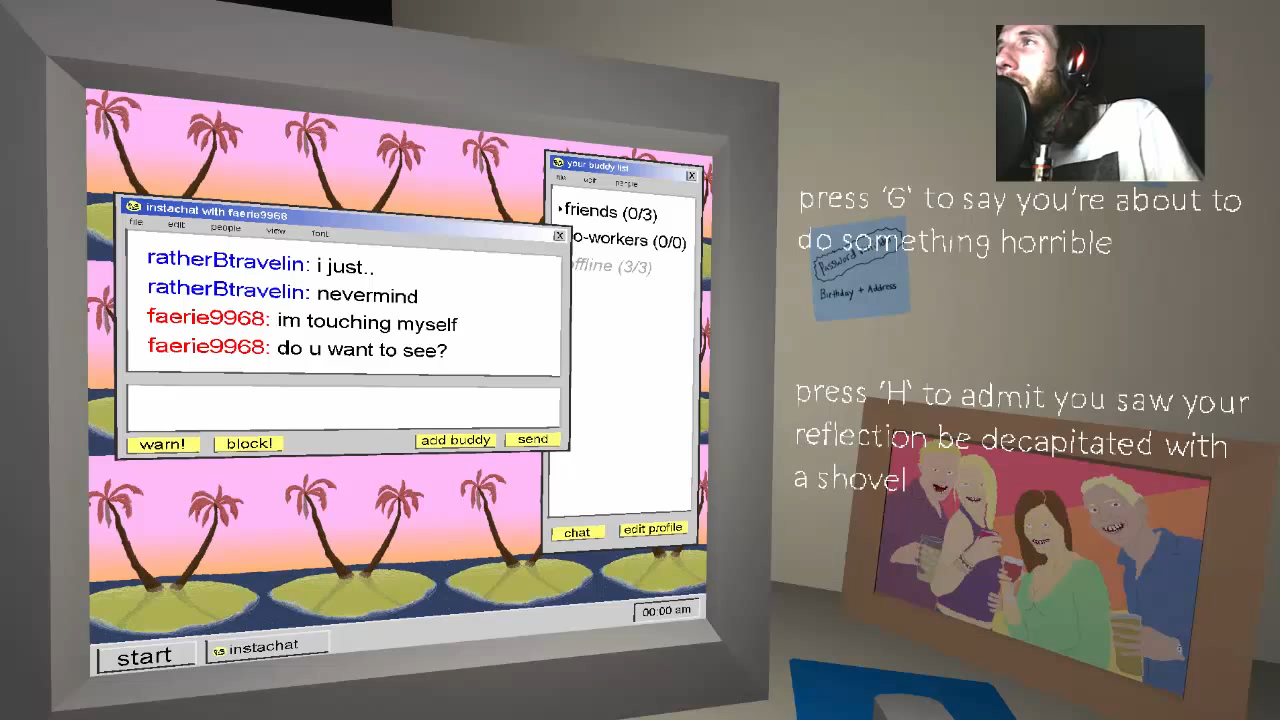 your buddy list
file edit people
friends (0/3)
o-workers (0/0)
offline (3/3)
instachat with faerie9968
file edit people view font
ratherBtravelin: i just..
ratherBtravelin: nevermind
faerie9968: im touching myself
faerie9968: do u want to see?
warn! block! add buddy send
chat edit profile
00:00 am
start instachat
press 'G' to say you're about to
do something horrible
Password
Birthday + Address
press 'H' to admit you saw your
reflection be decapitated with
a shovel